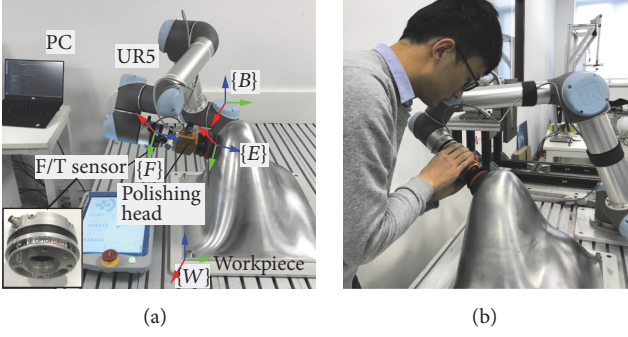 PC
UR5
{B}
{E}
F/T sensor
{F}
Polishing
head
Workpiece
{W}
(a)
(b)